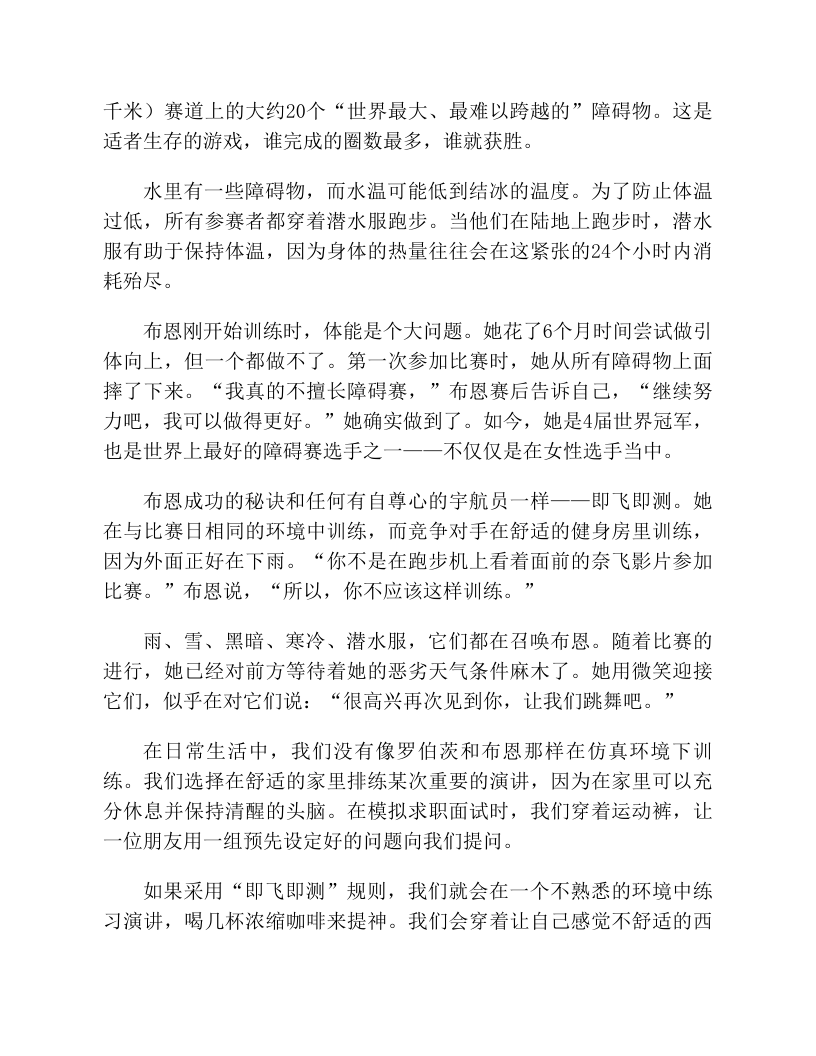 千米）赛道上的大约20个“世界最大、最难以跨越的”障碍物。这是
适者生存的游戏，谁完成的圈数最多，谁就获胜。
水里有一些障碍物，而水温可能低到结冰的温度。为了防止体温
过低，所有参赛者都穿着潜水服跑步。当他们在陆地上跑步时，潜水
服有助于保持体温，因为身体的热量往往会在这紧张的24个小时内消
耗殆尽。
布恩刚开始训练时，体能是个大问题。她花了6个月时间尝试做引
体向上，但一个都做不了。第一次参加比赛时，她从所有障碍物上面
摔了下来。“我真的不擅长障碍赛，”布恩赛后告诉自己，“继续努
力吧，我可以做得更好。”她确实做到了。如今，她是4届世界冠军，
也是世界上最好的障碍赛选手之一——不仅仅是在女性选手当中。
布恩成功的秘诀和任何有自尊心的宇航员一样——即飞即测。她
在与比赛日相同的环境中训练，而竞争对手在舒适的健身房里训练，
因为外面正好在下雨。“你不是在跑步机上看着面前的奈飞影片参加
比赛。”布恩说，“所以，你不应该这样训练。”
雨、雪、黑暗、寒冷、潜水服，它们都在召唤布恩。随着比赛的
进行，她已经对前方等待着她的恶劣天气条件麻木了。她用微笑迎接
它们，似乎在对它们说：“很高兴再次见到你，让我们跳舞吧。”
在日常生活中，我们没有像罗伯茨和布恩那样在仿真环境下训
练。我们选择在舒适的家里排练某次重要的演讲，因为在家里可以充
分休息并保持清醒的头脑。在模拟求职面试时，我们穿着运动裤，让
一位朋友用一组预先设定好的问题向我们提问。
如果采用“即飞即测”规则，我们就会在一个不熟悉的环境中练
习演讲，喝几杯浓缩咖啡来提神。我们会穿着让自己感觉不舒适的西